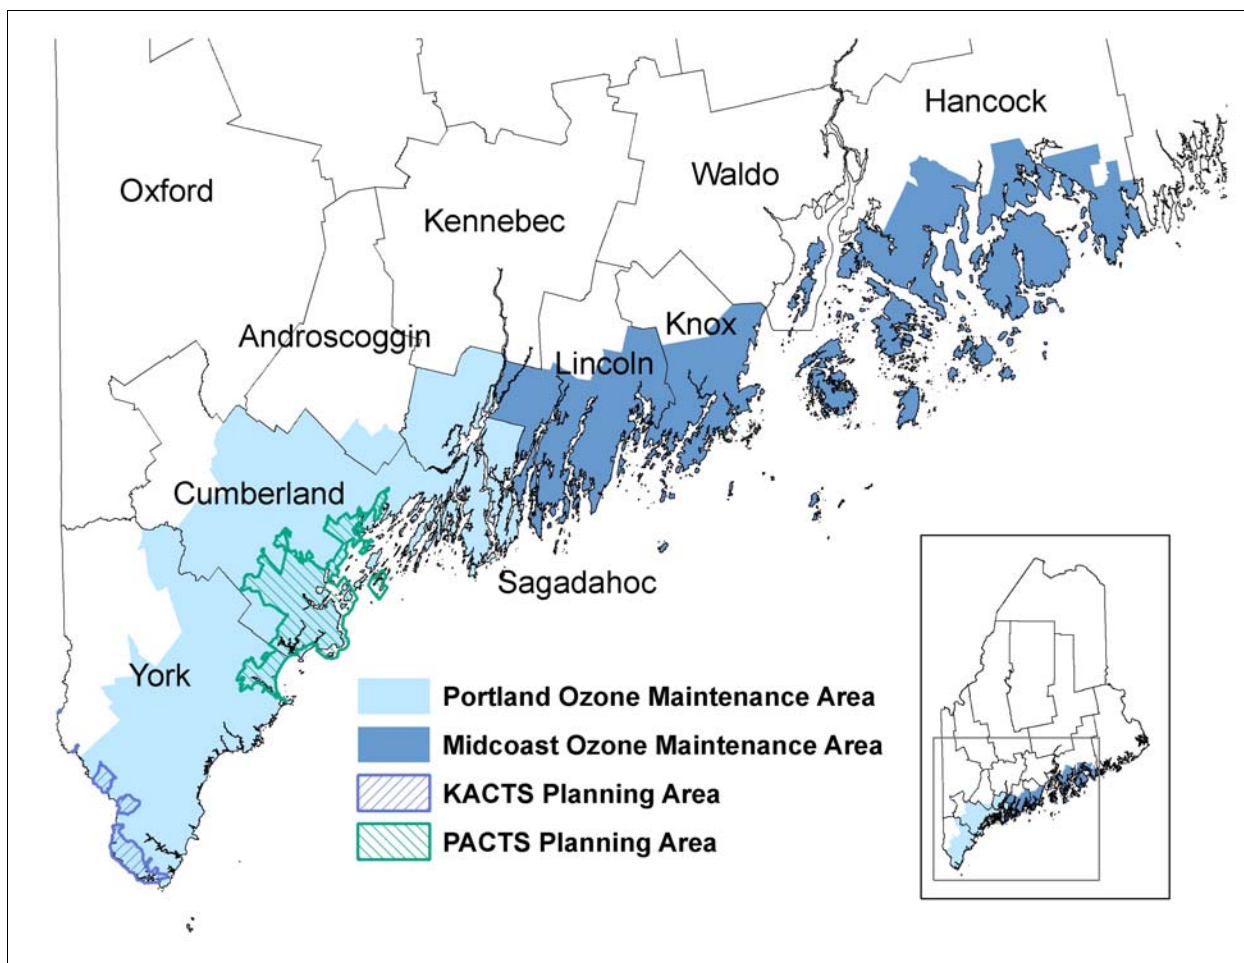 Hancock
Waldo
Oxford
Kennebec
Androscoggin
Knox
Lincoln
Cumberland
Sagadahoc
York
Portland Ozone Maintenance Area
Midcoast Ozone Maintenance Area
KACTS Planning Area
PACTS Planning Area